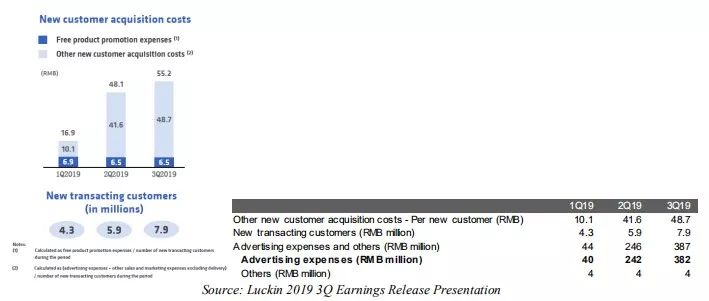 New customer acquisition costs
Free product promotion expenses (1)
Other new customer acquisition costs (2)
(RMB)
16.9
48.1
55.2
10.1
41.6
48.7
6.9
6.5
6.5
1Q2019
2Q2019
3Q2019
New transacting customers
(in millions)
4.3 5.9 7.9
Notes:
(1) Calculated as free product promotion expenses / number of new transacting customers
during the period
(2) Calculated as (advertising expenses + other sales and marketing expenses excluding delivery)
/ number of new transacting customers during the period
1Q19 2Q19 3Q19
Other new customer acquisition costs - Per new customer (RMB) 10.1 41.6 48.7
New transacting customers (RMB million) 4.3 5.9 7.9
Advertising expenses and others (RMB million) 44 246 387
Advertising expenses (RMB million) 40 242 382
Others (RMB million) 4 4 4
Source: Luckin 2019 3Q Earnings Release Presentation